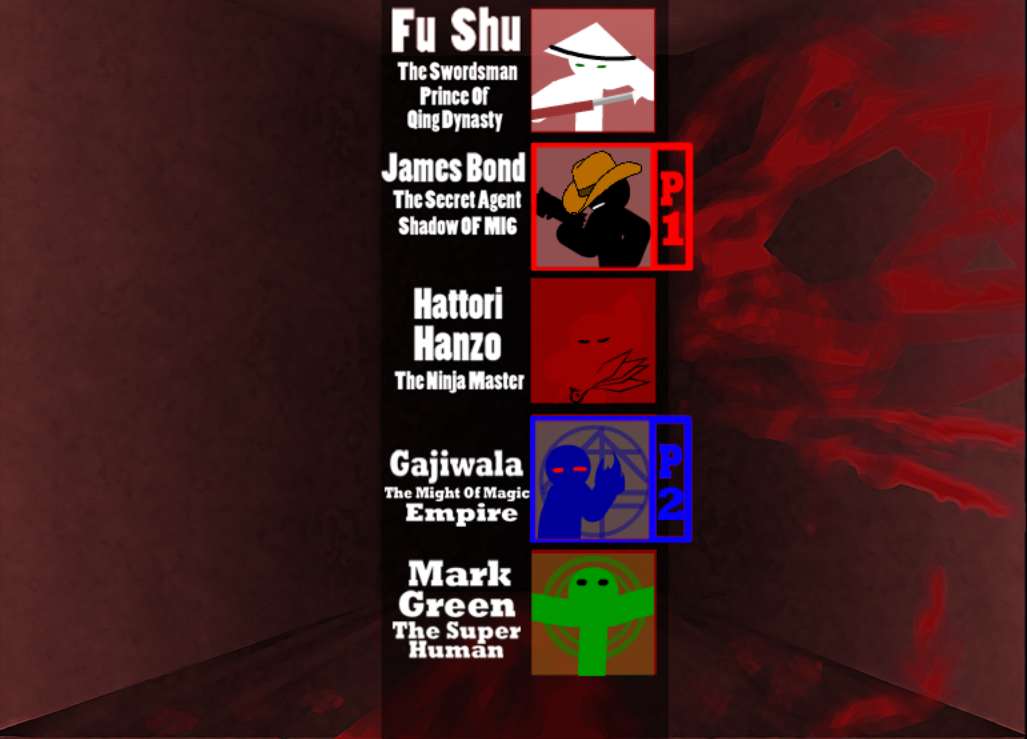 Fu Shu
The Swordsman
Prince Of
Qing Dynasty
James Bond
The Secret Agent
Shadow OF MI6
P1
Hattori
Hanzo
The Ninja Master
Gajiwala
The Might Of Magic
Empire
P2
Mark
Green
The Super
Human